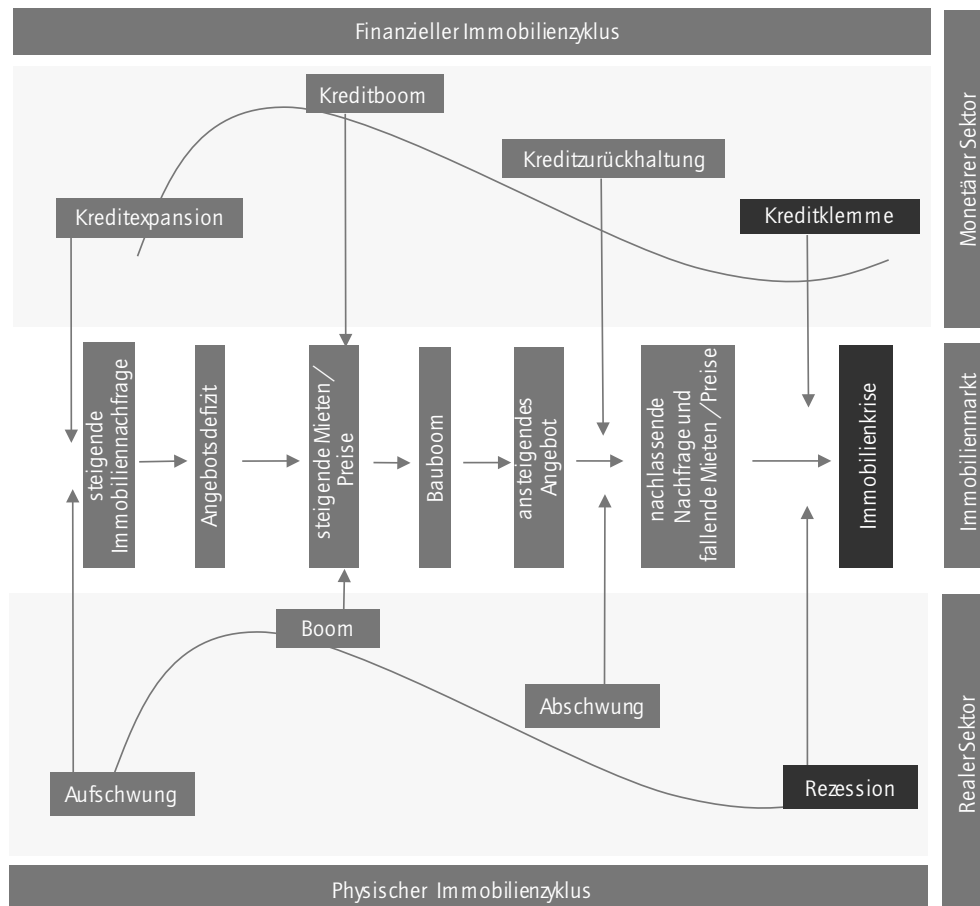 Finanzieller Immobilienzyklus
Monetärer Sektor
Kreditboom
Kreditzurückhaltung
Kreditexpansion
Kreditklemme
steigende
Immobiliennachfrage
Angebotsdefizit
steigende Mieten/
Preise
Bauboom
ansteigendes
Angebot
nachlassende
Nachfrage und
fallende Mieten/Preise
Immobilienkrise
Immobilienmarkt
Boom
Abschwung
Aufschwung
Rezession
Realer Sektor
Physischer Immobilienzyklus